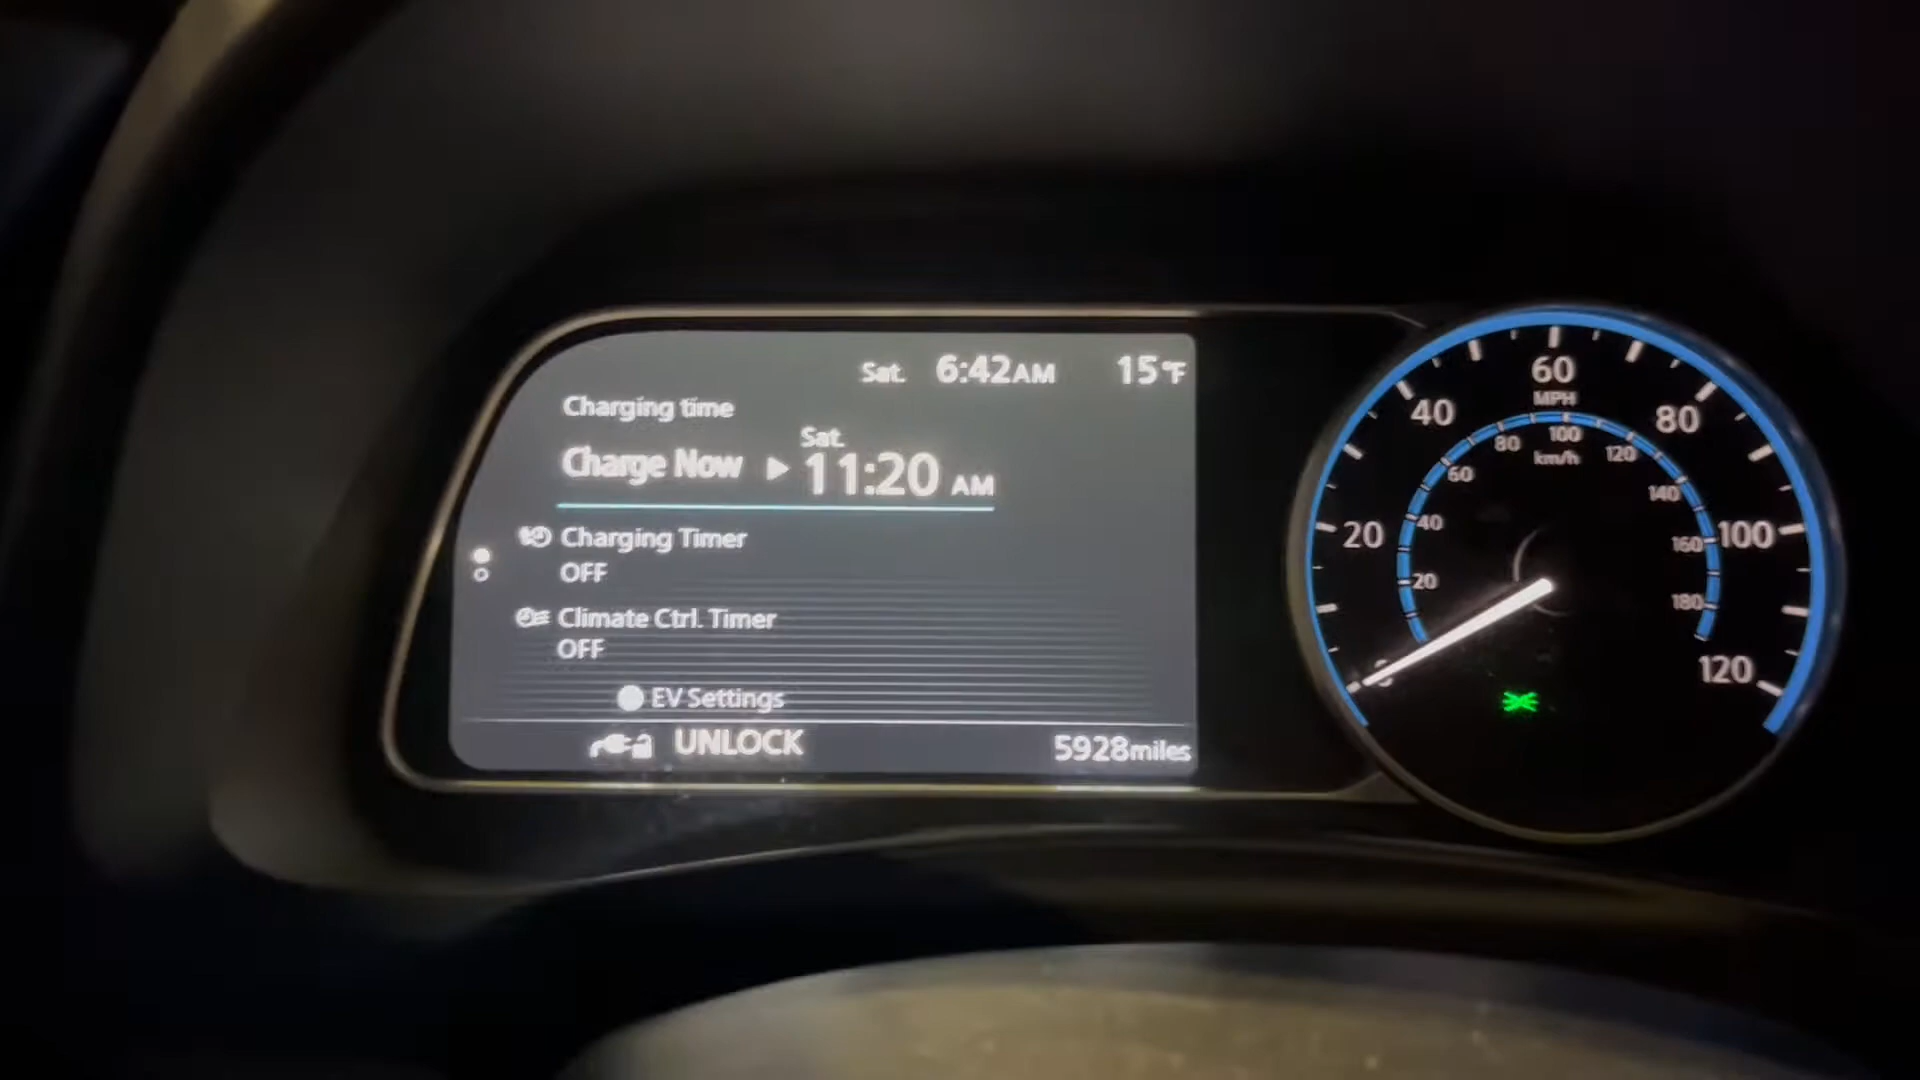 Sat. 6:42AM 15°F
Charging time
Sat.
Charge Now ▶ 11:20 AM
Charging Timer
OFF
Climate Ctrl. Timer
OFF
EV Settings
UNLOCK 5928miles
0 20 40 60 80 100 120
MPH
20 40 60 80 100 120 140 160 180
km/h